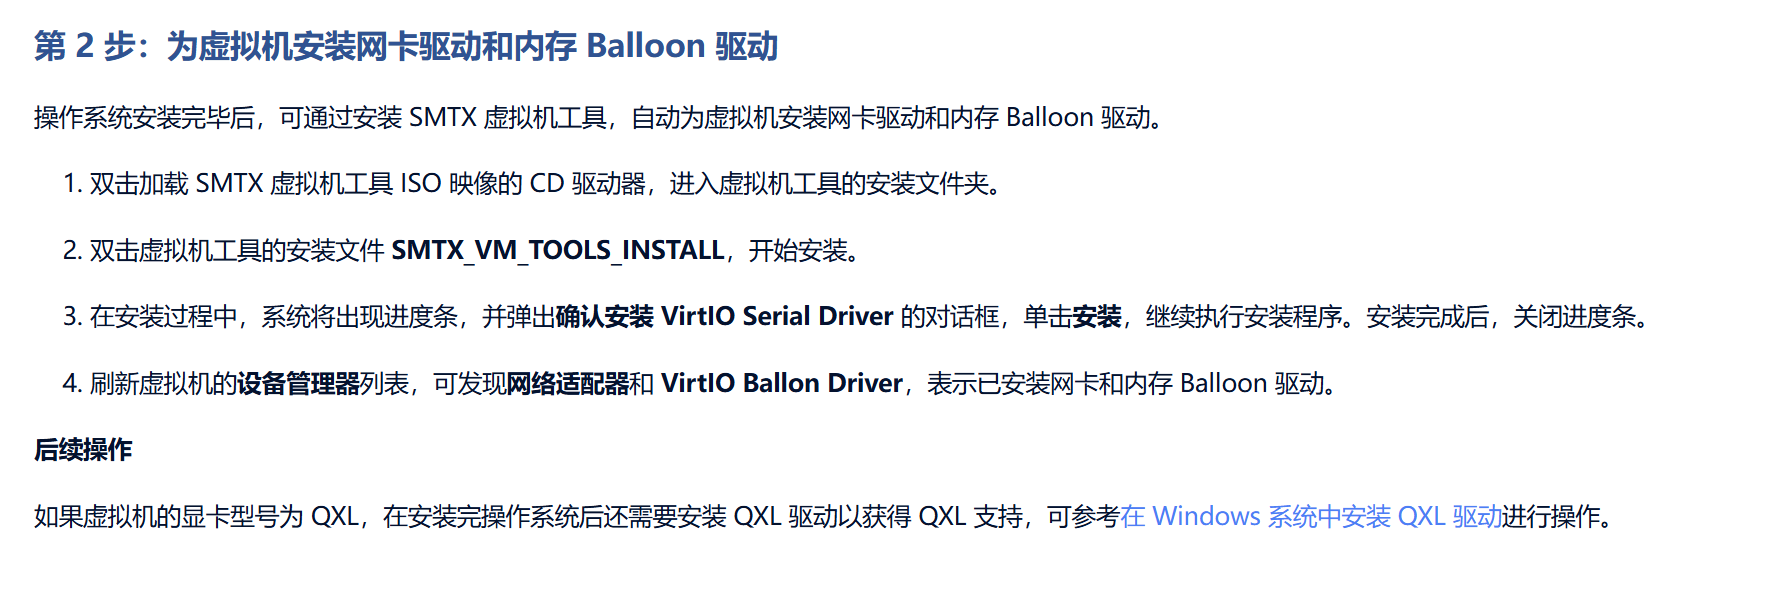 第 2 步：为虚拟机安装网卡驱动和内存 Balloon 驱动
操作系统安装完毕后，可通过安装 SMTX 虚拟机工具，自动为虚拟机安装网卡驱动和内存 Balloon 驱动。
1. 双击加载 SMTX 虚拟机工具 ISO 映像的 CD 驱动器，进入虚拟机工具的安装文件夹。
2. 双击虚拟机工具的安装文件 SMTX_VM_TOOLS_INSTALL，开始安装。
3. 在安装过程中，系统将出现进度条，并弹出确认安装 VirtIO Serial Driver 的对话框，单击安装，继续执行安装程序。安装完成后，关闭进度条。
4. 刷新虚拟机的设备管理器列表，可发现网络适配器和 VirtIO Ballon Driver，表示已安装网卡和内存 Balloon 驱动。
后续操作
如果虚拟机的显卡型号为 QXL，在安装完操作系统后还需要安装 QXL 驱动以获得 QXL 支持，可参考在 Windows 系统中安装 QXL 驱动进行操作。